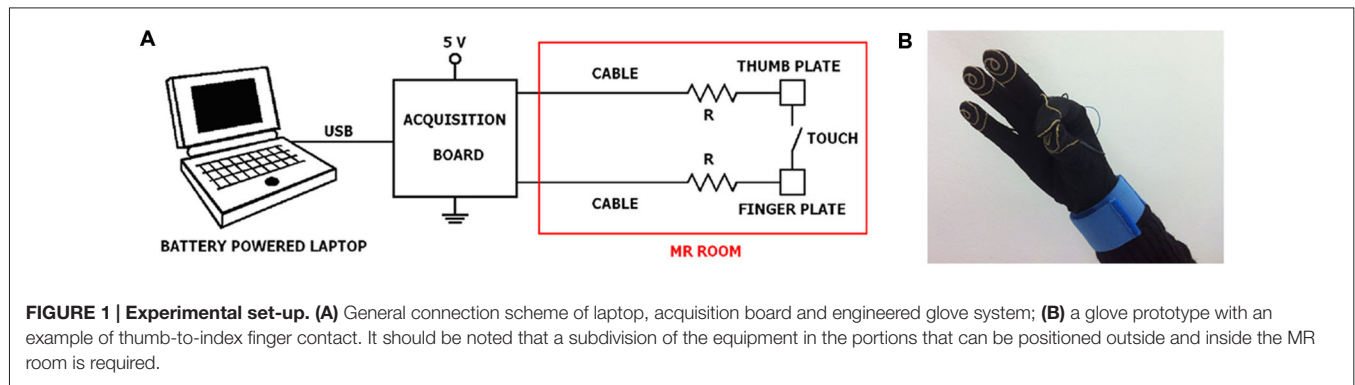 A
5 V
CABLE
THUMB PLATE
R
USB
ACQUISITION
BOARD
TOUCH
R
CABLE
FINGER PLATE
BATTERY POWERED LAPTOP
MR ROOM
B
FIGURE 1 | Experimental set-up. (A) General connection scheme of laptop, acquisition board and engineered glove system; (B) a glove prototype with an
example of thumb-to-index finger contact. It should be noted that a subdivision of the equipment in the portions that can be positioned outside and inside the MR
room is required.